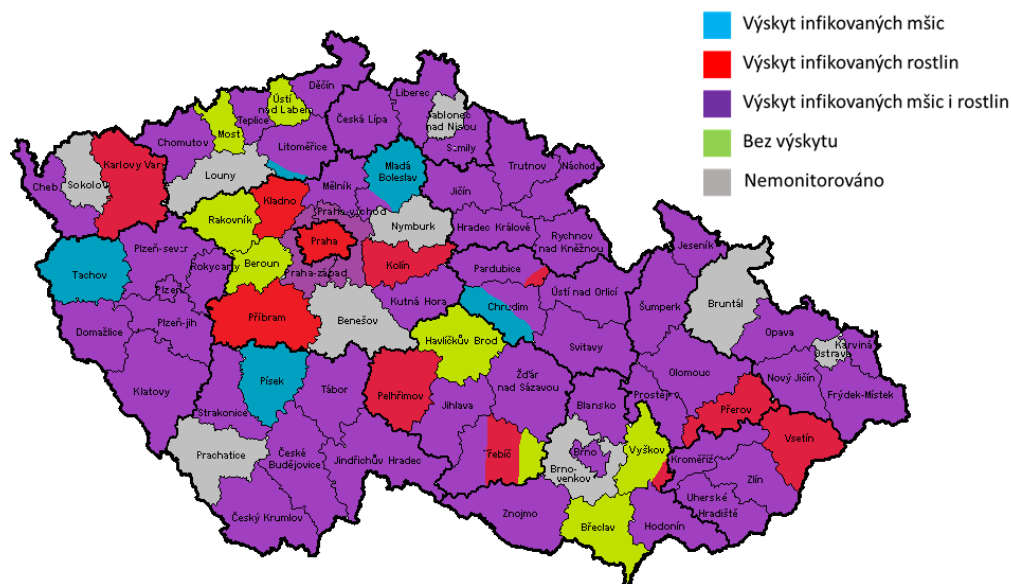 Výskyt infikovaných mšic
Výskyt infikovaných rostlin
Výskyt infikovaných mšic i rostlin
Bez výskytu
Nemonitorováno
Děčín
Liberec
Ústí
nad Labem
Teplice
Česká Lípa
Jablonec
nad Nisou
Most
Chomutov
Litoměřice
Semily
Trutnov
Náchod
Karlovy Vary
Mladá
Boleslav
Louny
Cheb
Sokolov
Mělník
Jičín
Kladno
Praha-východ
Rakovník
Nymburk
Hradec Králové
Rychnov
nad Kněžnou
Praha
Plzeň-sever
Jeseník
Rokycany
Beroun
Kolín
Praha-západ
Pardubice
Tachov
Plzeň
Kutná Hora
Chrudim
Ústí nad Orlicí
Šumperk
Bruntál
Příbram
Benešov
Plzeň-jih
Domažlice
Havlíčkův Brod
Opava
Karviná
Ostrava
Svitavy
Klatovy
Písek
Tábor
Pelhřimov
Žďár
nad Sázavou
Olomouc
Nový Jičín
Frýdek-Místek
Strakonice
Jihlava
Blansko
Prostějov
Přerov
Vsetín
Prachatice
České
Budějovice
Jindřichův Hradec
Třebíč
Brno
Brno-
venkov
Vyškov
Kroměříž
Zlín
Uherské
Hradiště
Český Krumlov
Znojmo
Břeclav
Hodonín